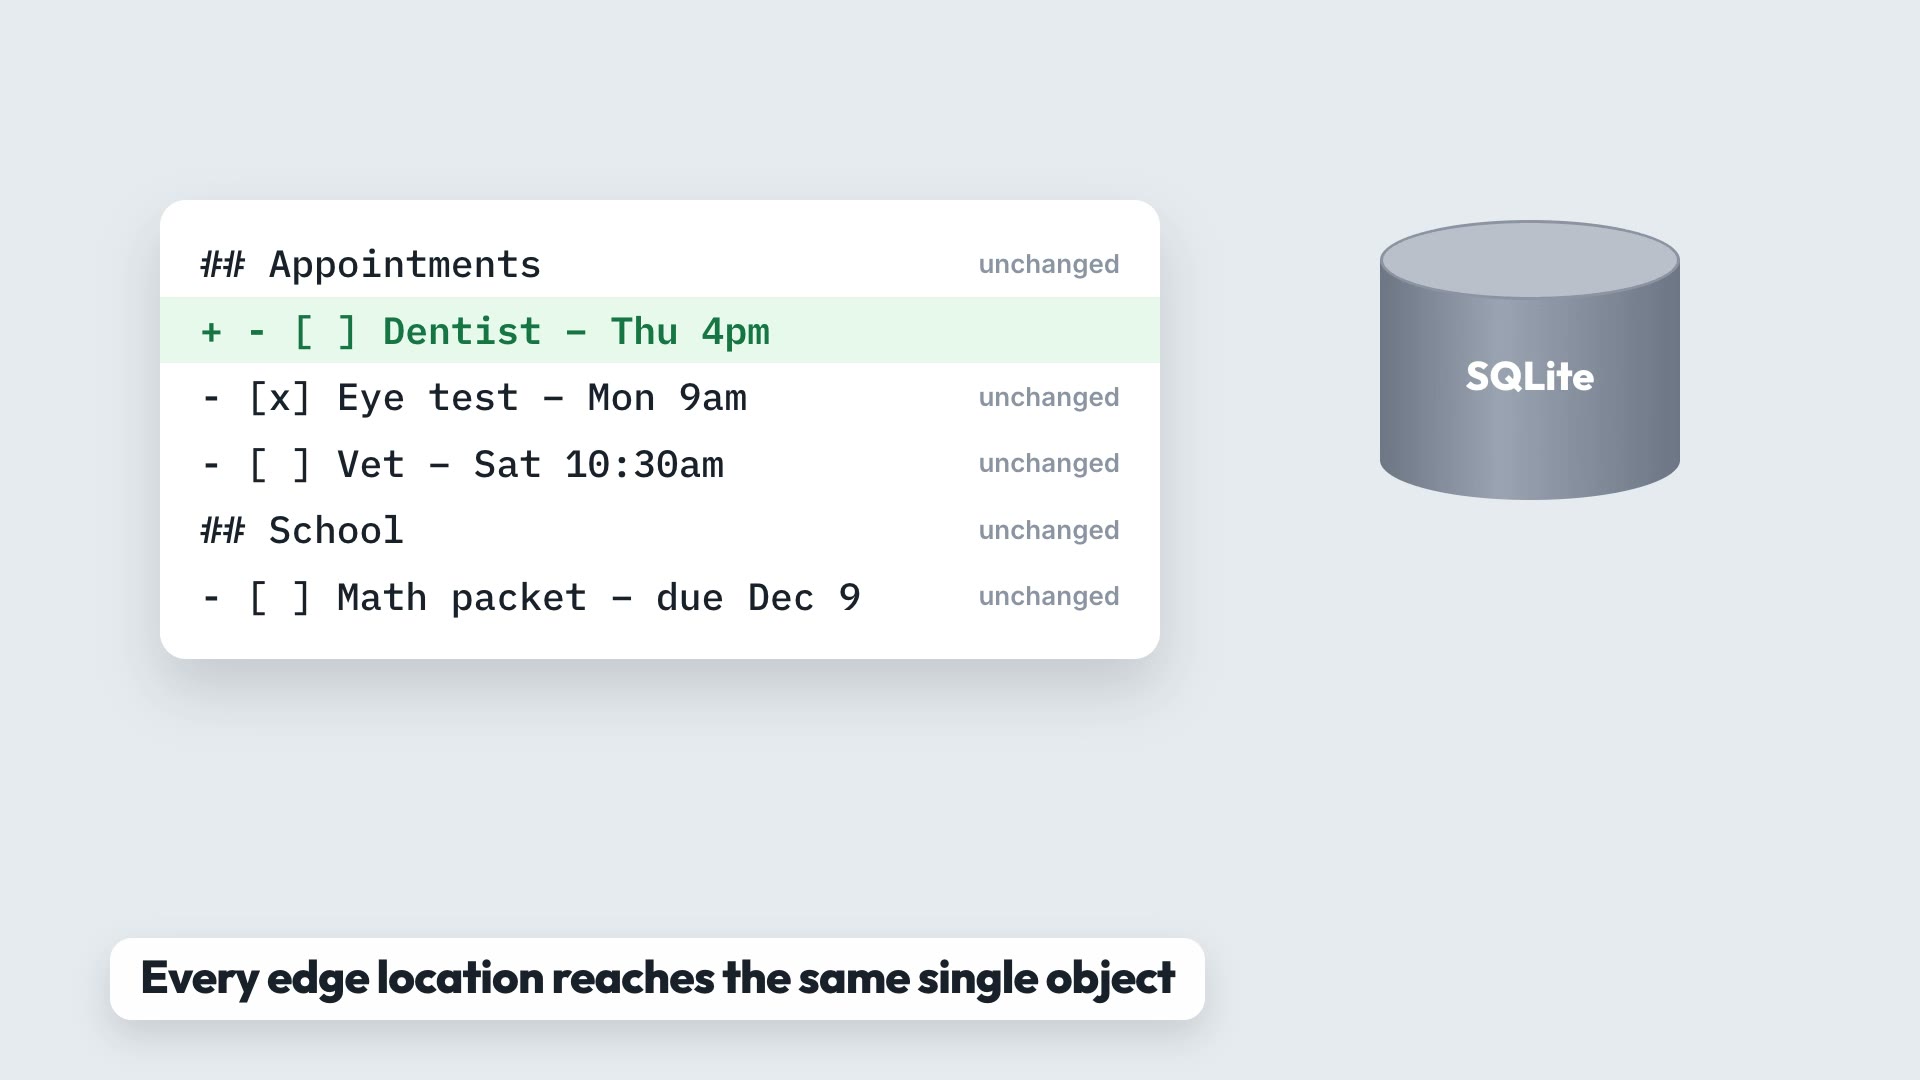 ## Appointments unchanged
+ - [ ] Dentist – Thu 4pm
- [x] Eye test – Mon 9am unchanged
- [ ] Vet – Sat 10:30am unchanged
## School unchanged
- [ ] Math packet – due Dec 9 unchanged
SQLite
Every edge location reaches the same single object